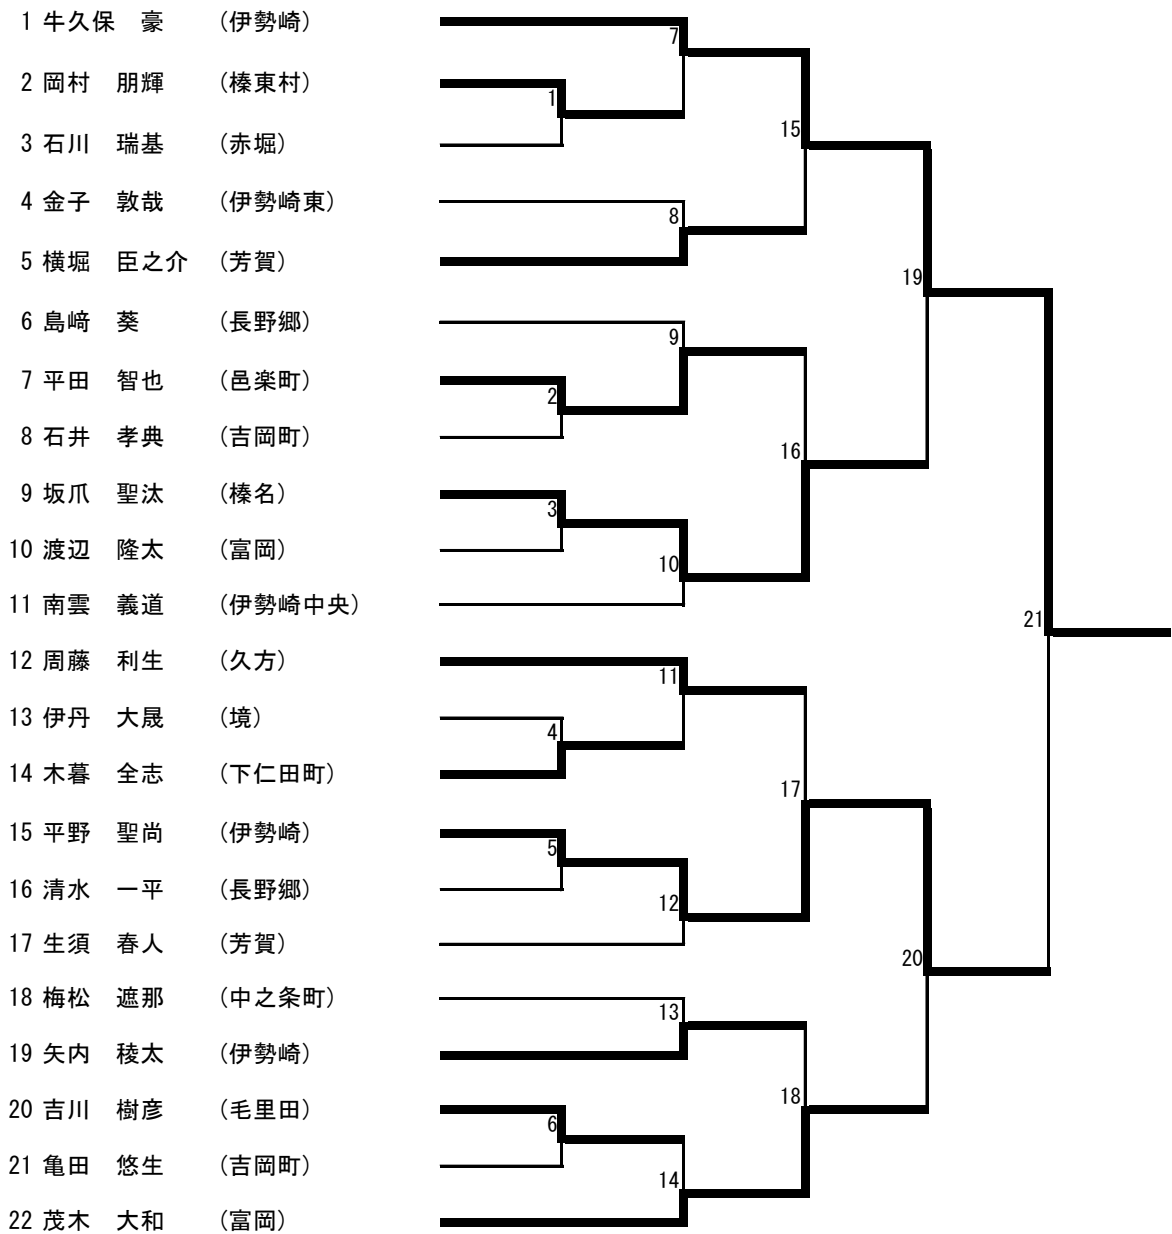 1 牛久保　豪　(伊勢崎)
2 岡村　朋輝　(榛東村)
3 石川　瑞基　(赤堀)
4 金子　敦哉　(伊勢崎東)
5 横堀　臣之介　(芳賀)
6 島﨑　葵　(長野郷)
7 平田　智也　(邑楽町)
8 石井　孝典　(吉岡町)
9 坂爪　聖汰　(榛名)
10 渡辺　隆太　(富岡)
11 南雲　義道　(伊勢崎中央)
12 周藤　利生　(久方)
13 伊丹　大晟　(境)
14 木暮　全志　(下仁田町)
15 平野　聖尚　(伊勢崎)
16 清水　一平　(長野郷)
17 生須　春人　(芳賀)
18 梅松　遮那　(中之条町)
19 矢内　稜太　(伊勢崎)
20 吉川　樹彦　(毛里田)
21 亀田　悠生　(吉岡町)
22 茂木　大和　(富岡)
1
2
3
4
5
6
7
8
9
10
11
12
13
14
15
16
17
18
19
20
21